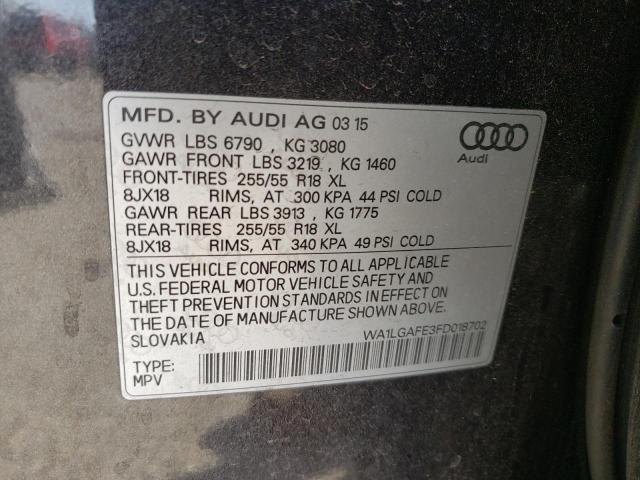 MFD. BY AUDI AG 03 15
GVWR LBS 6790 , KG 3080
GAWR FRONT LBS 3219 , KG 1460
FRONT-TIRES 255/55 R18 XL
8JX18 RIMS, AT 300 KPA 44 PSI COLD
GAWR REAR LBS 3913 , KG 1775
REAR-TIRES 255/55 R18 XL
8JX18 RIMS, AT 340 KPA 49 PSI COLD
Audi
THIS VEHICLE CONFORMS TO ALL APPLICABLE
U.S. FEDERAL MOTOR VEHICLE SAFETY AND
THEFT PREVENTION STANDARDS IN EFFECT ON
THE DATE OF MANUFACTURE SHOWN ABOVE.
SLOVAKIA
WA1LGAFE3FD018702
TYPE:
MPV